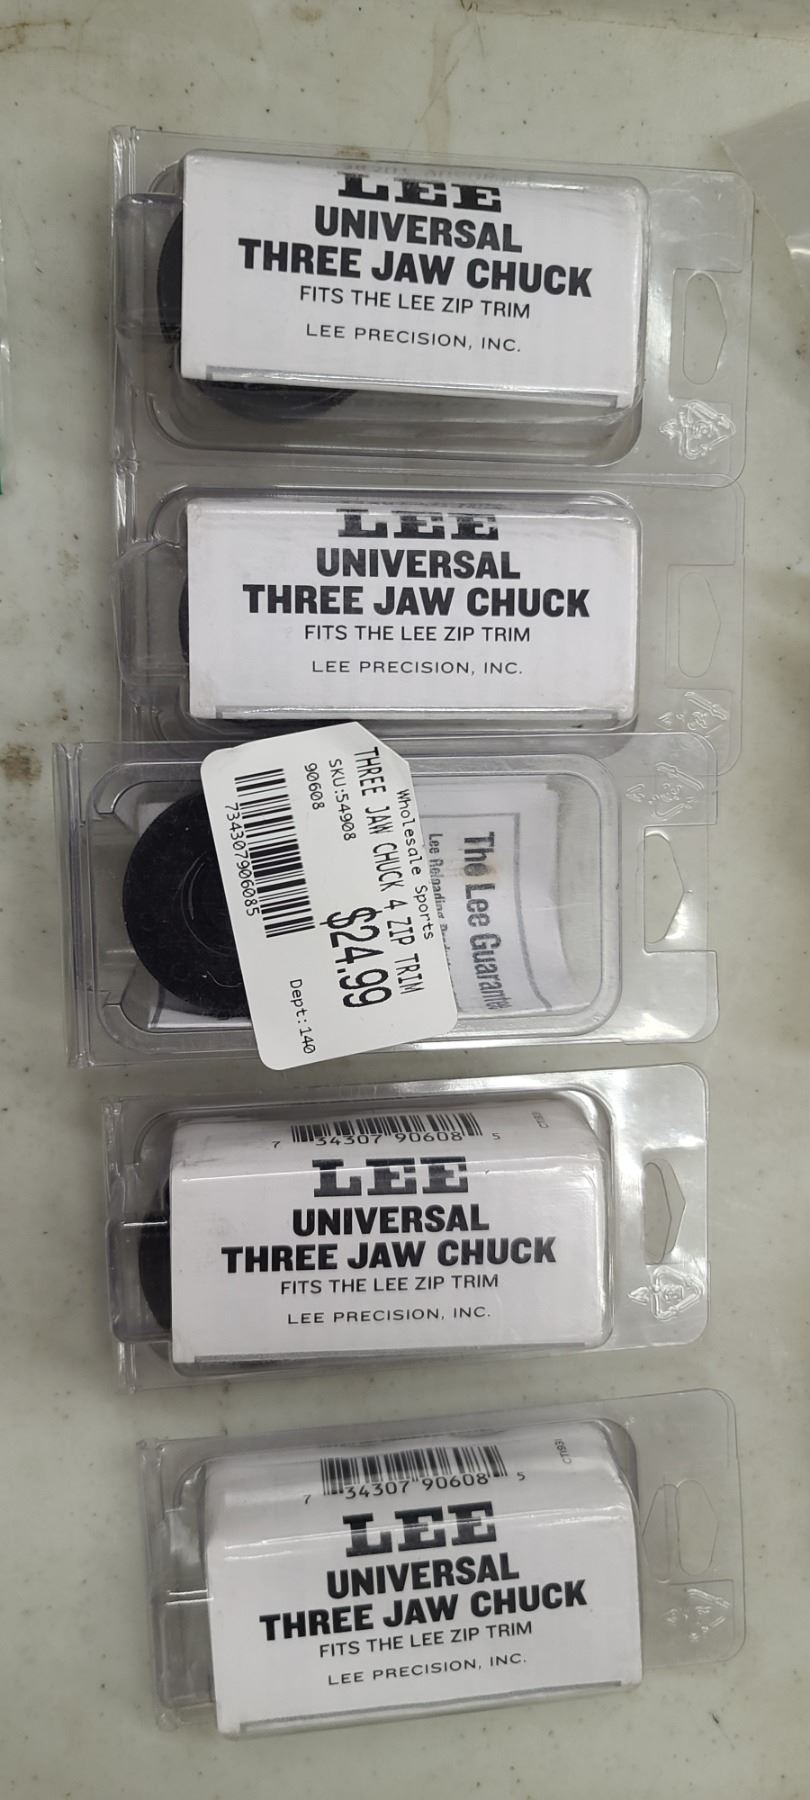 LEE
UNIVERSAL
THREE JAW CHUCK
FITS THE LEE ZIP TRIM
LEE PRECISION, INC.
LEE
UNIVERSAL
THREE JAW CHUCK
FITS THE LEE ZIP TRIM
LEE PRECISION, INC.
Wholesale Sports
THREE JAW CHUCK 4 ZIP TRIM
SKU:54908
$24.99
90608
734307906085
Dept:140
The Lee Guarantee
Lee Reloading
7 34307 90608 5
LEE
UNIVERSAL
THREE JAW CHUCK
FITS THE LEE ZIP TRIM
LEE PRECISION, INC.
7 34307 90608 5
LEE
UNIVERSAL
THREE JAW CHUCK
FITS THE LEE ZIP TRIM
LEE PRECISION, INC.